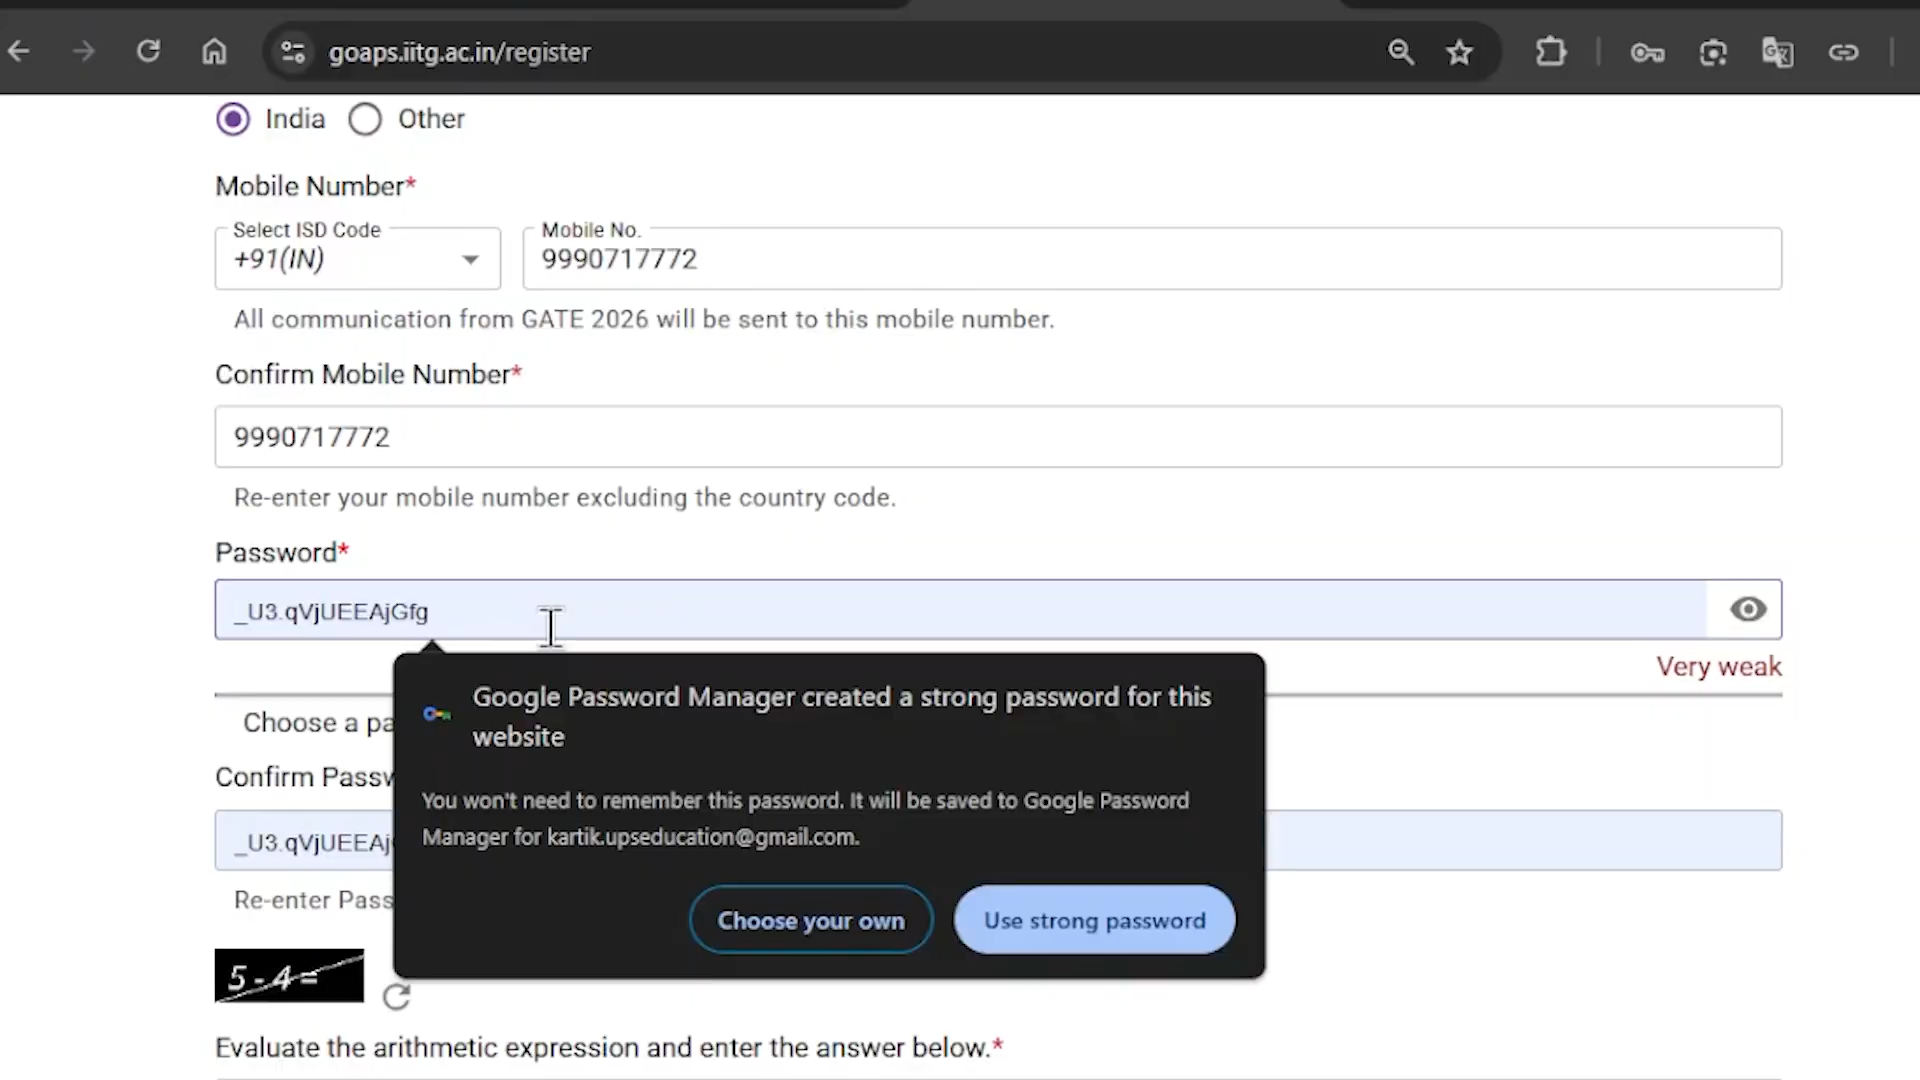 goaps.iitg.ac.in/register
India Other
Mobile Number*
Select ISD Code
+91(IN)
Mobile No.
9990717772
All communication from GATE 2026 will be sent to this mobile number.
Confirm Mobile Number*
9990717772
Re-enter your mobile number excluding the country code.
Password*
_U3.qVjUEEAjGfg
Very weak
Google Password Manager created a strong password for this
website
Choose a pa
Confirm Passw
You won't need to remember this password. It will be saved to Google Password
Manager for kartik.upseducation@gmail.com.
_U3.qVjUEEAj
Re-enter Pass
Choose your own
Use strong password
5-4=
Evaluate the arithmetic expression and enter the answer below.*